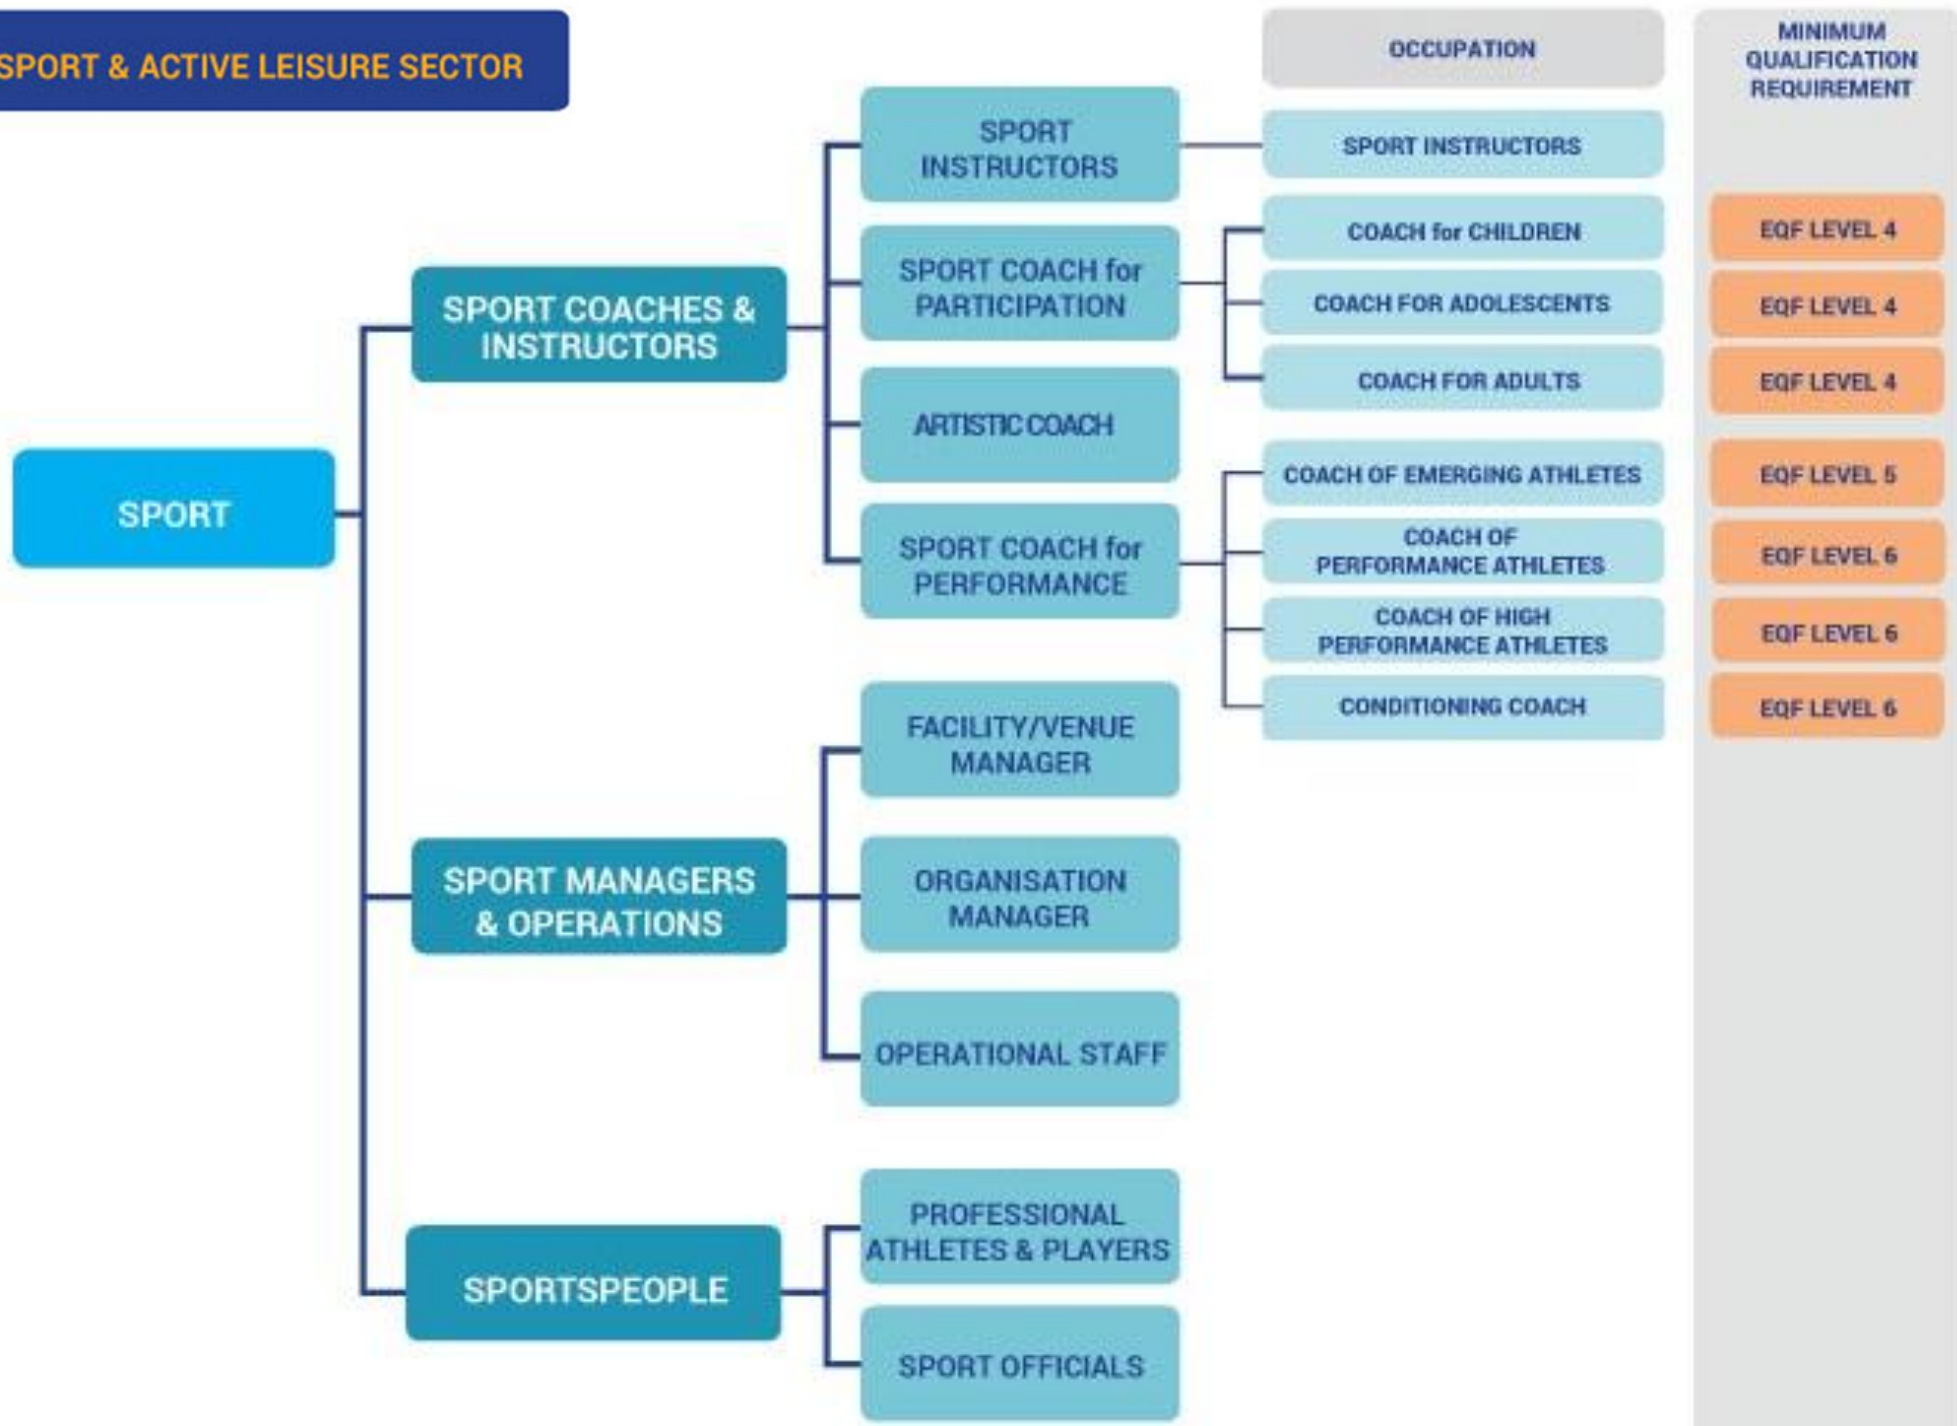 SPORT & ACTIVE LEISURE SECTOR
OCCUPATION
MINIMUM
QUALIFICATION
REQUIREMENT
SPORT
SPORT COACHES &
INSTRUCTORS
SPORT
INSTRUCTORS
SPORT INSTRUCTORS
SPORT COACH for
PARTICIPATION
COACH for CHILDREN
EQF LEVEL 4
COACH FOR ADOLESCENTS
EQF LEVEL 4
COACH FOR ADULTS
EQF LEVEL 4
ARTISTIC COACH
SPORT COACH for
PERFORMANCE
COACH OF EMERGING ATHLETES
EQF LEVEL 5
COACH OF
PERFORMANCE ATHLETES
EQF LEVEL 6
COACH OF HIGH
PERFORMANCE ATHLETES
EQF LEVEL 6
CONDITIONING COACH
EQF LEVEL 6
SPORT MANAGERS
& OPERATIONS
FACILITY/VENUE
MANAGER
ORGANISATION
MANAGER
OPERATIONAL STAFF
SPORTSPEOPLE
PROFESSIONAL
ATHLETES & PLAYERS
SPORT OFFICIALS